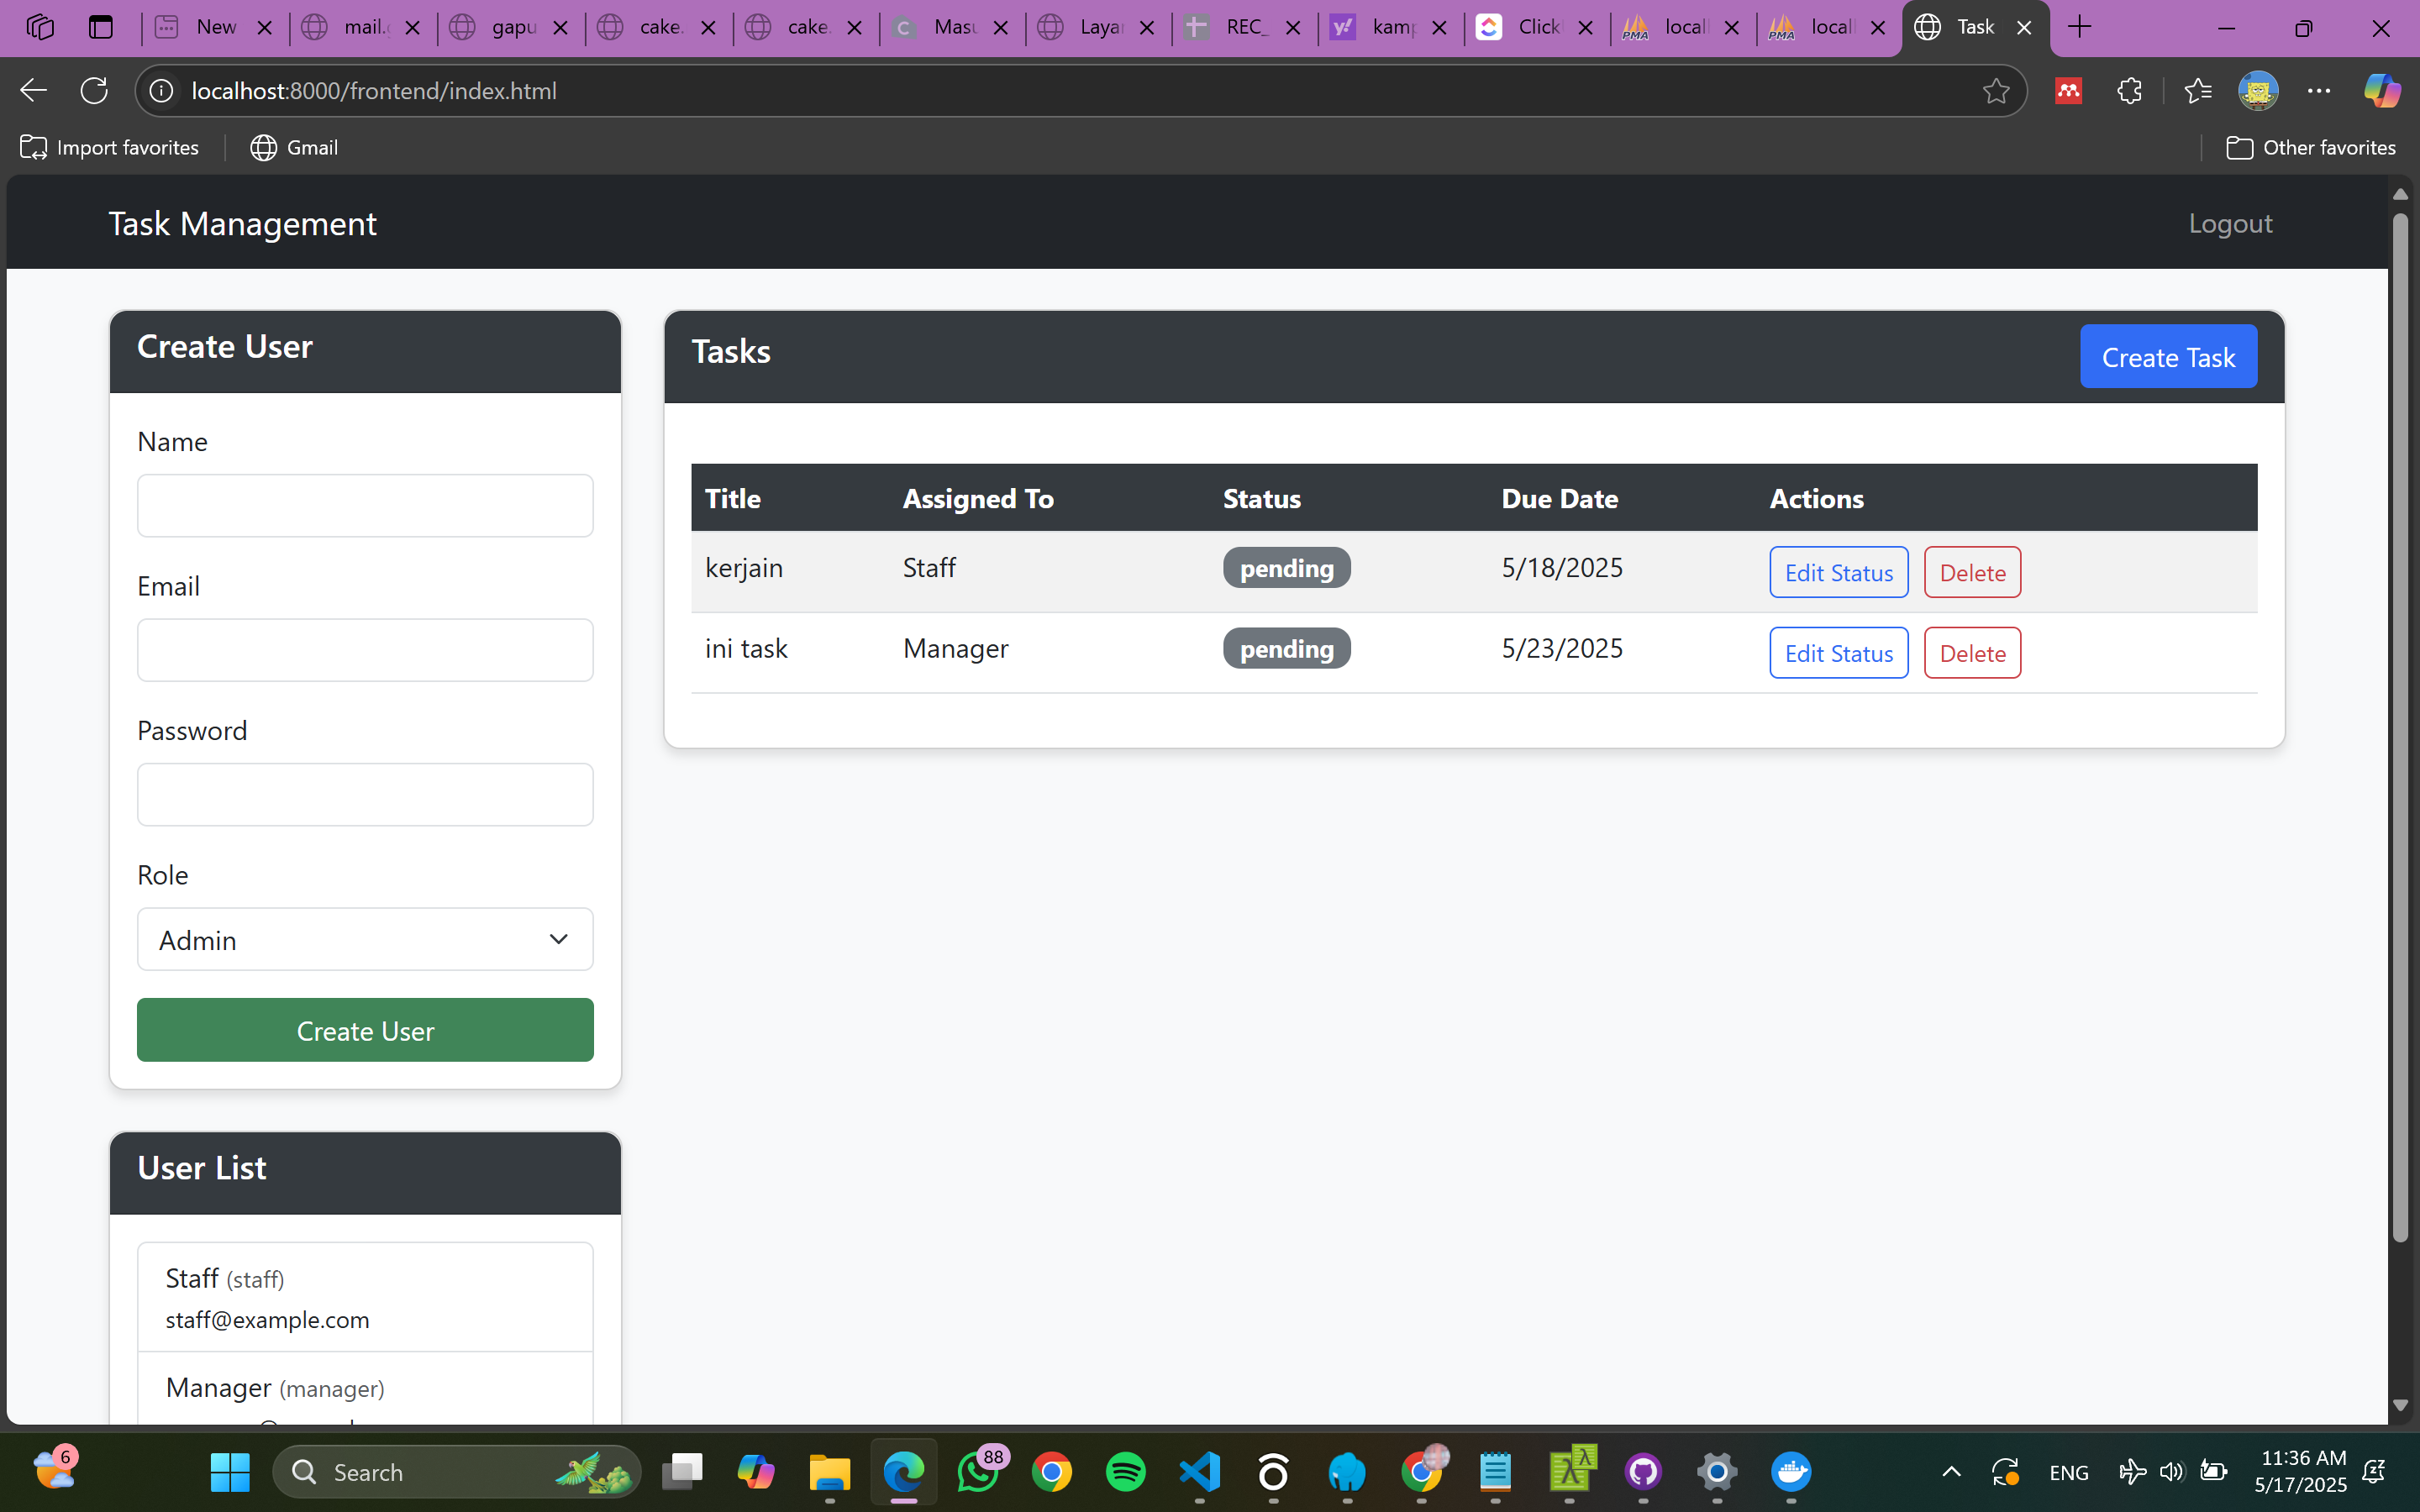 New
mail.
gapu
cake.
cake.
Mas
Laya
REC_
kam
Click
local
local
Task
localhost:8000/frontend/index.html
Import favorites
Gmail
Other favorites
Task Management
Logout
Create User
Name
Email
Password
Role
Admin
Create User
User List
Staff (staff)
staff@example.com
Manager (manager)
Tasks
Create Task
Title Assigned To Status Due Date Actions
kerjain Staff pending 5/18/2025 Edit Status Delete
ini task Manager pending 5/23/2025 Edit Status Delete
6
Search
88
ENG
11:36 AM
5/17/2025